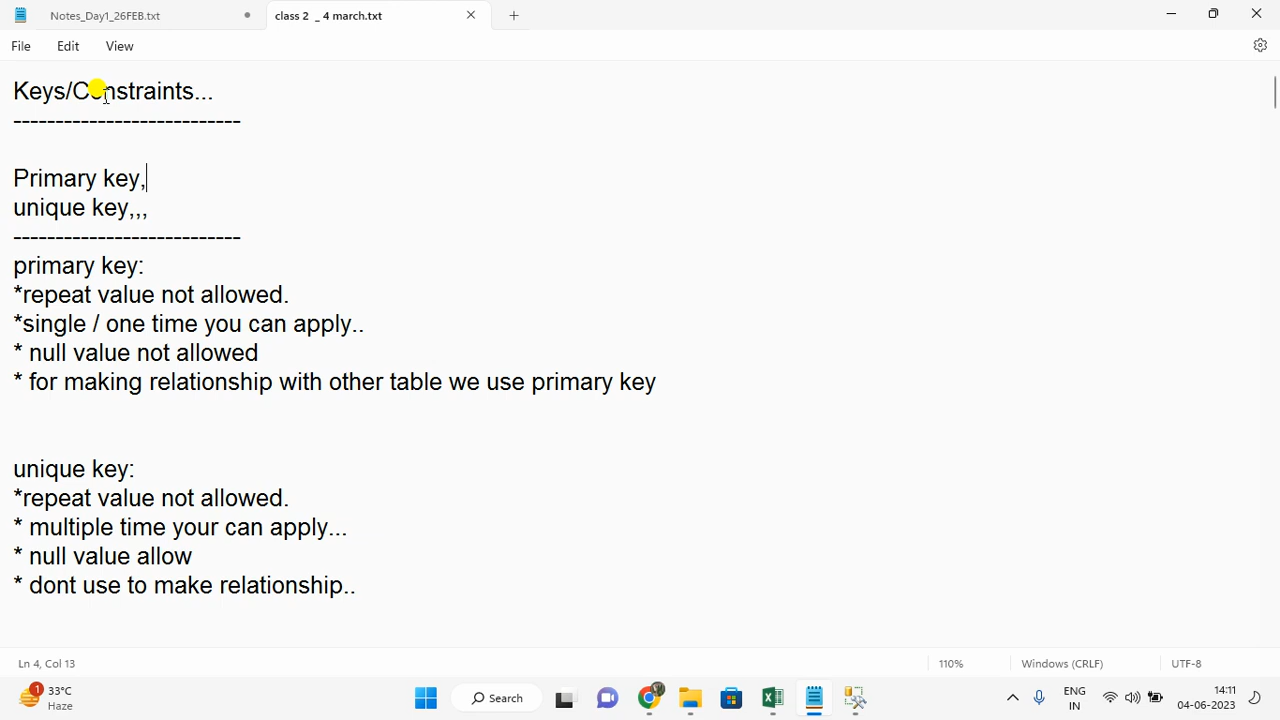 Notes_Day1_26FEB.txt
class 2 _ 4 march.txt
File Edit View
Keys/Constraints...
---------------------------
Primary key,
unique key,,,
---------------------------
primary key:
*repeat value not allowed.
*single / one time you can apply..
* null value not allowed
* for making relationship with other table we use primary key
unique key:
*repeat value not allowed.
* multiple time your can apply...
* null value allow
* dont use to make relationship..
Ln 4, Col 13
110%
Windows (CRLF)
UTF-8
1
33°C
Haze
Search
ENG
IN
14:11
04-06-2023